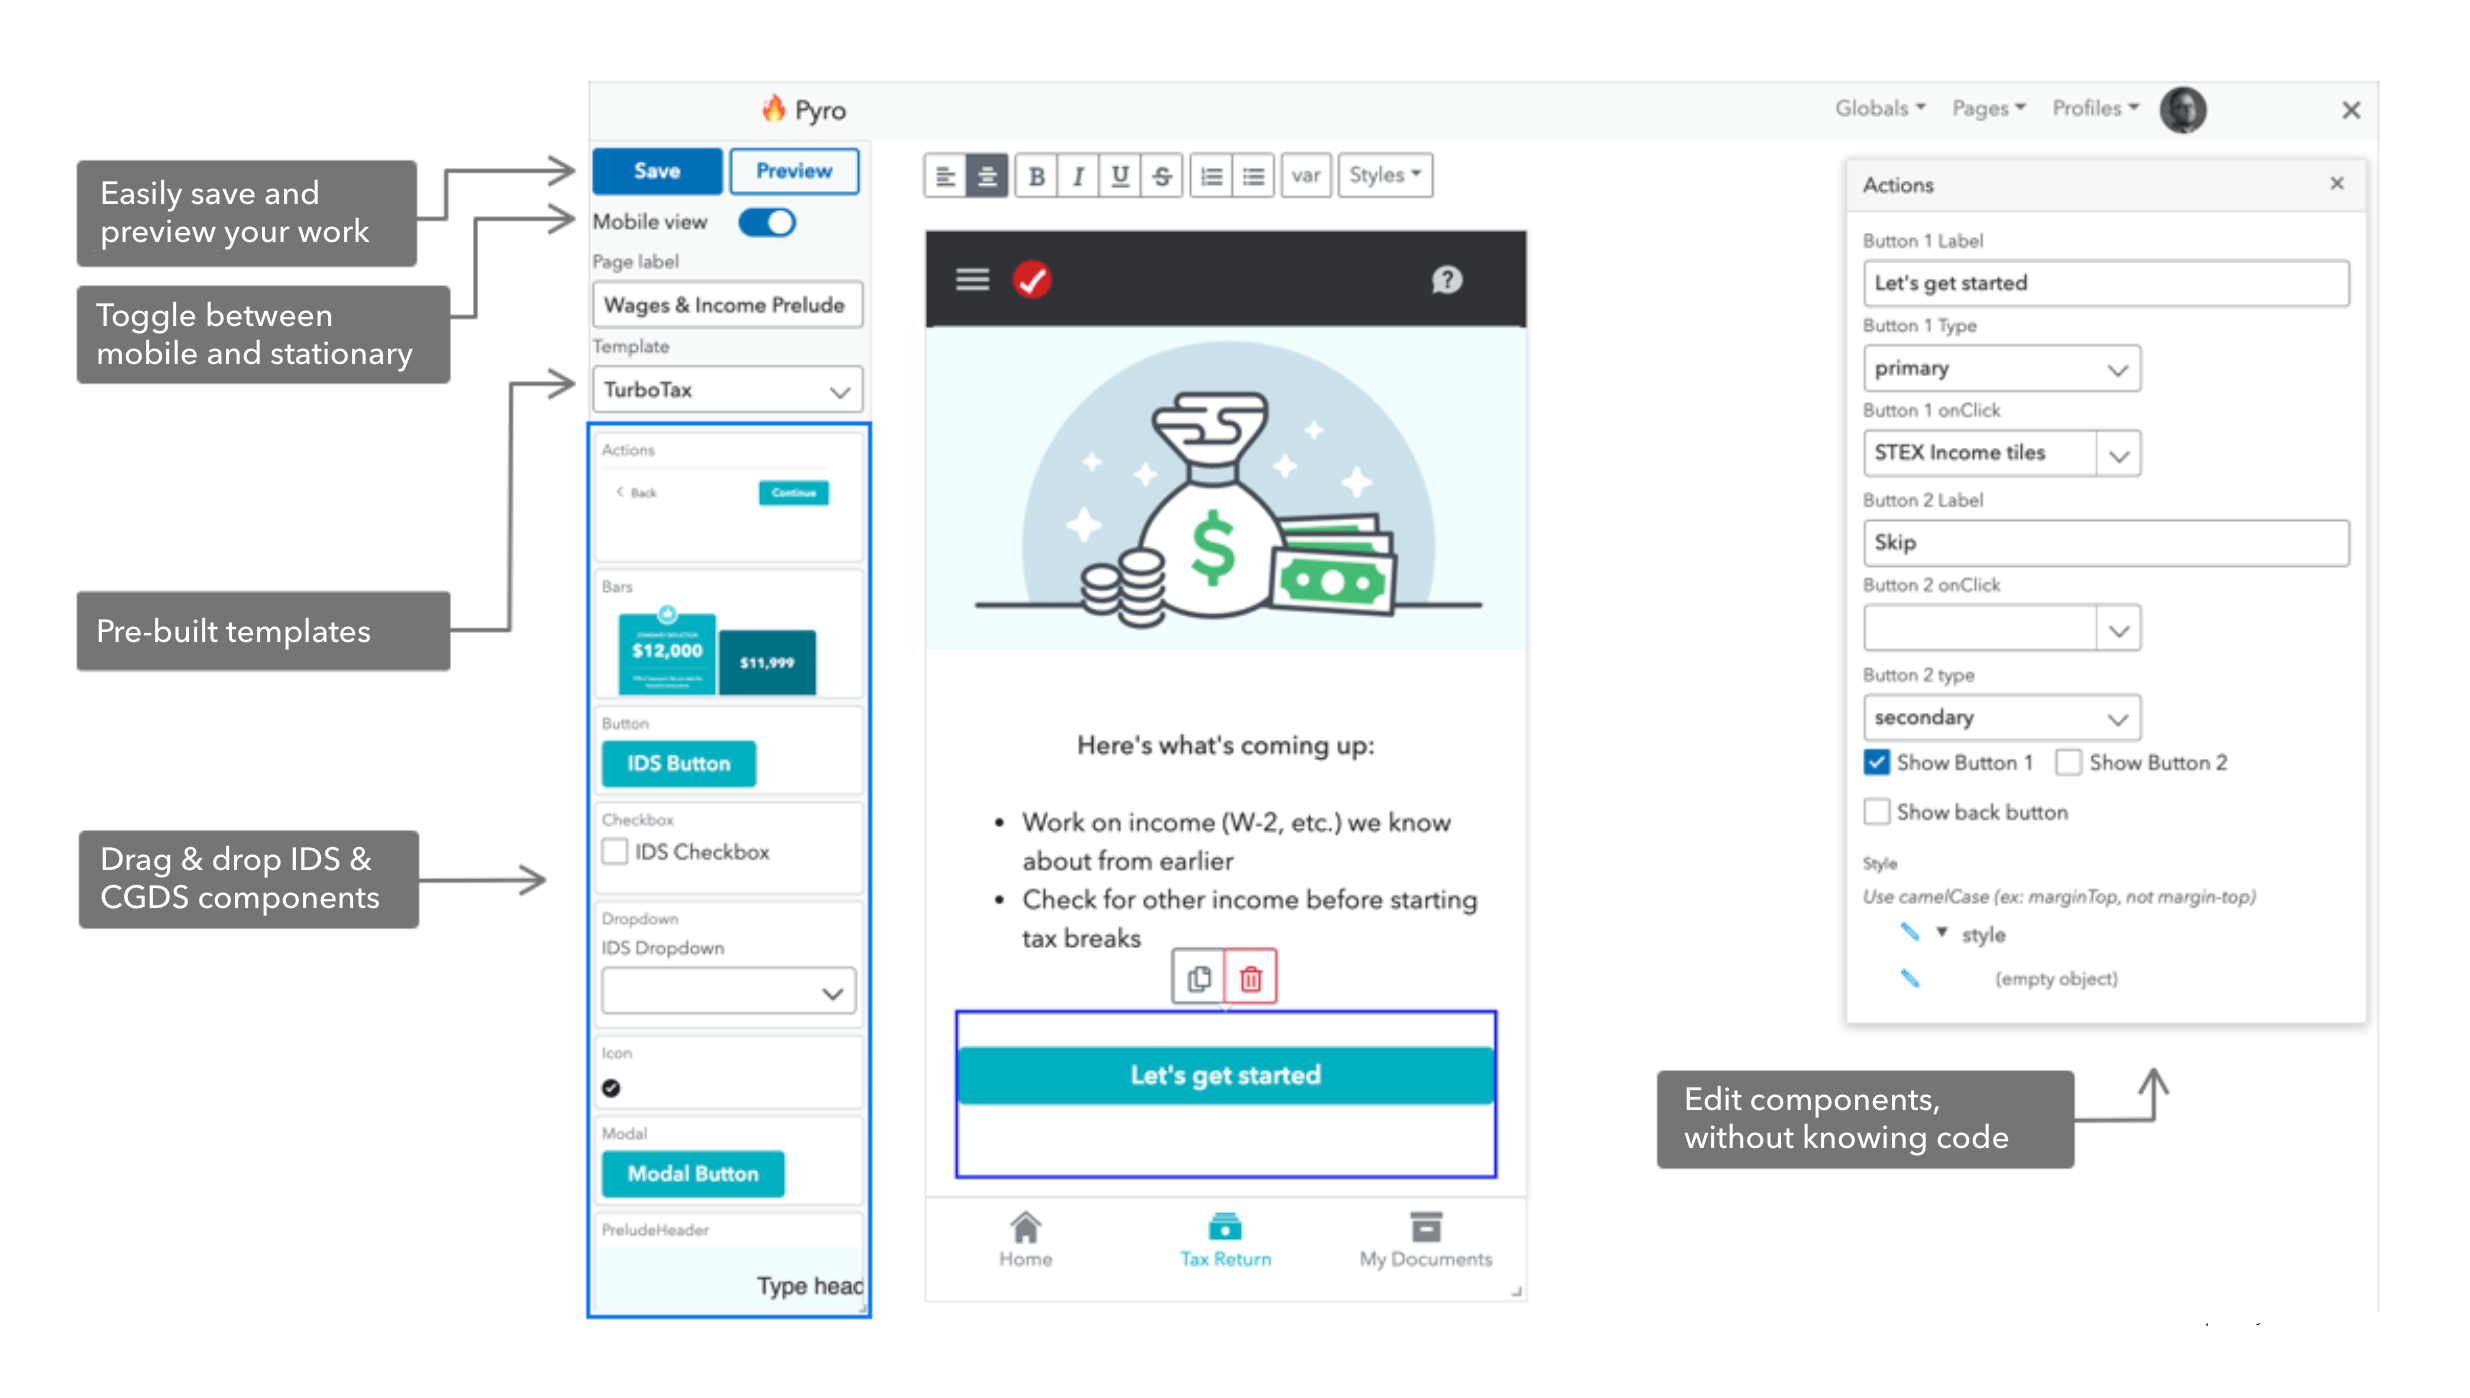 Pyro
Globals
Pages
Profiles
Easily save and
preview your work
Toggle between
mobile and stationary
Pre-built templates
Drag & drop IDS &
CGDS components
Save
Preview
Mobile view
Page label
Wages & Income Prelude
Template
TurboTax
Actions
Back
Continue
Bars
STANDARD DEDUCTION
$12,000
$11,999
Button
IDS Button
Checkbox
IDS Checkbox
Dropdown
IDS Dropdown
Icon
Modal
Modal Button
PreludeHeader
Type head
B I U S
var
Styles
?
$
Here's what's coming up:
• Work on income (W-2, etc.) we know
about from earlier
• Check for other income before starting
tax breaks
Let's get started
Home
Tax Return
My Documents
Actions
Button 1 Label
Let's get started
Button 1 Type
primary
Button 1 onClick
STEX Income tiles
Button 2 Label
Skip
Button 2 onClick
Button 2 type
secondary
Show Button 1
Show Button 2
Show back button
Style
Use camelCase (ex: marginTop, not margin-top)
style
(empty object)
Edit components,
without knowing code